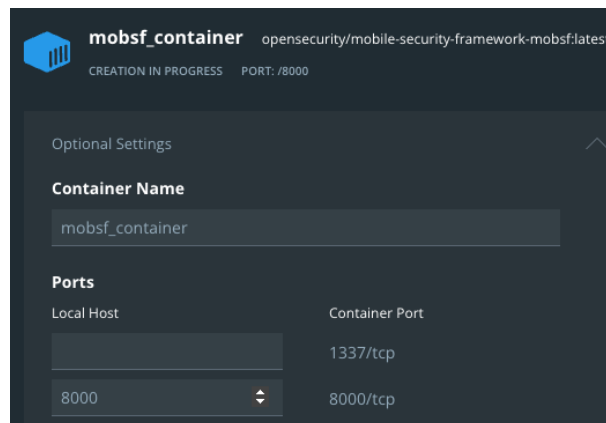 mobsf_container opensecurity/mobile-security-framework-mobsf:lates
CREATION IN PROGRESS PORT: /8000
Optional Settings
Container Name
mobsf_container
Ports
Local Host Container Port
1337/tcp
8000 8000/tcp